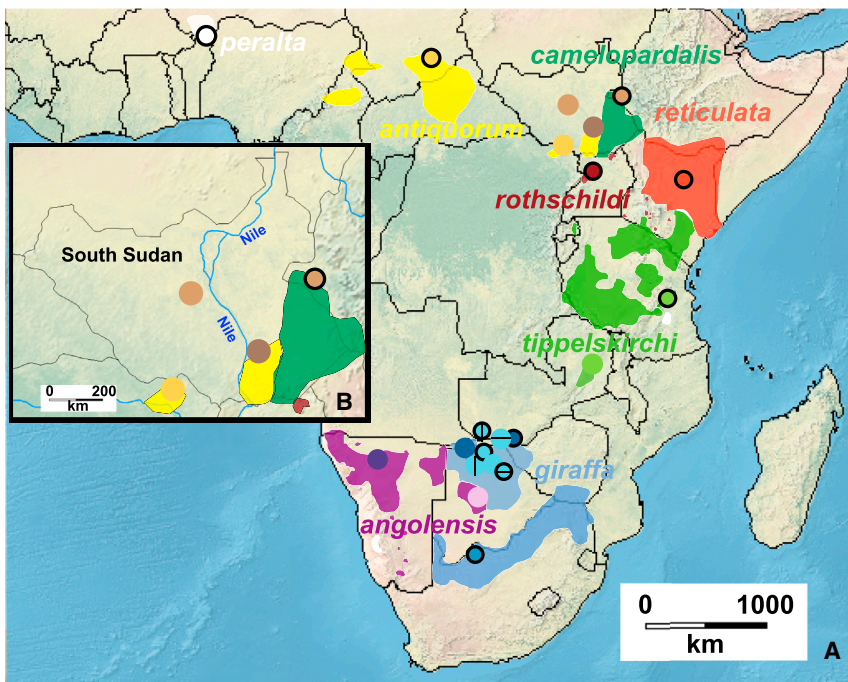 peralta
camelopardalis
antiquorum
reticulata
rothschildi
South Sudan
Nile
Nile
tippelskirchi
0 200
km
B
giraffa
angolensis
0 1000
km
A